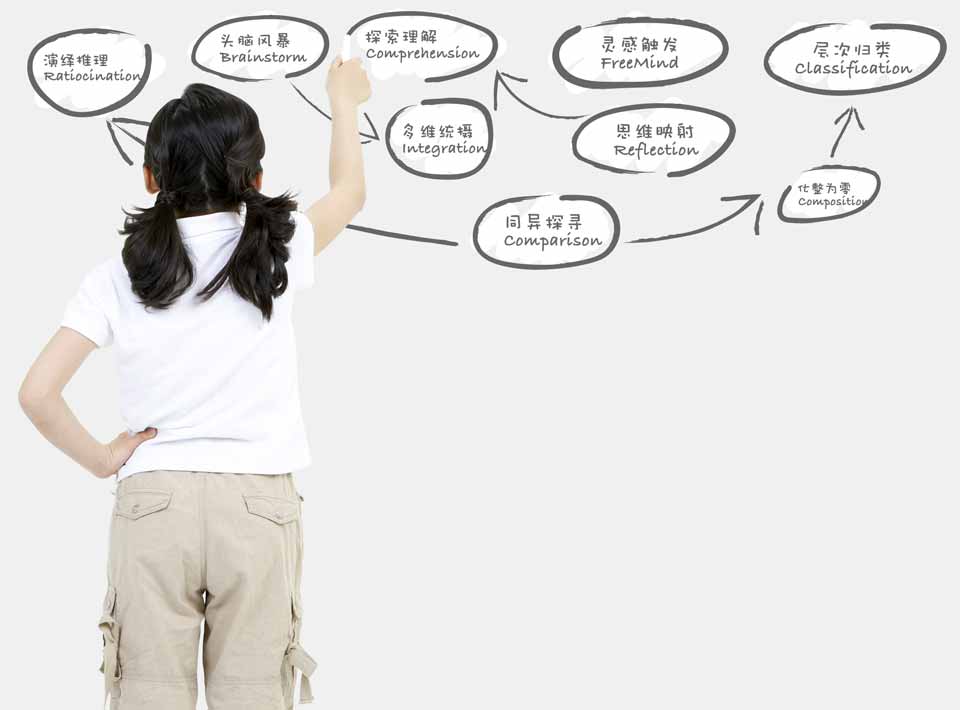 演绎推理
Ratiocination
头脑风暴
Brainstorm
探索理解
Comprehension
灵感触发
FreeMind
层次归类
Classification
多维统摄
Integration
思维映射
Reflection
化整为零
Composition
同异探寻
Comparison